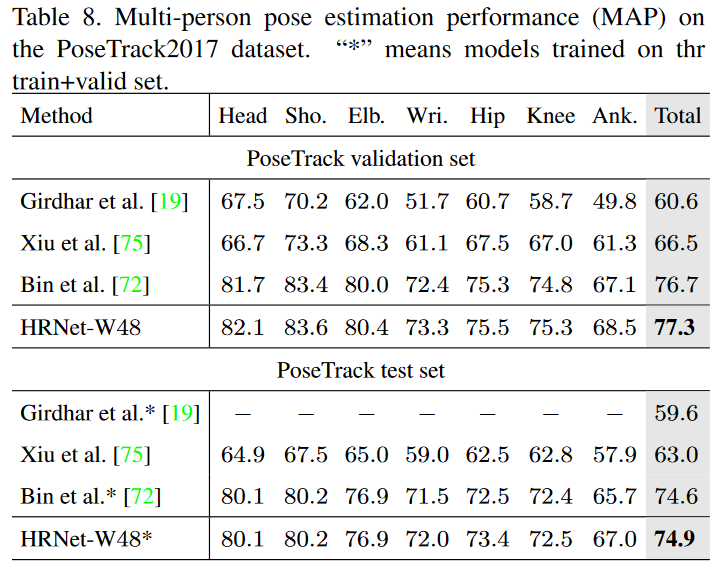 Table 8. Multi-person pose estimation performance (MAP) on
the PoseTrack2017 dataset. “*” means models trained on thr
train+valid set.
Method Head Sho. Elb. Wri. Hip Knee Ank. Total
PoseTrack validation set
Girdhar et al. [19] 67.5 70.2 62.0 51.7 60.7 58.7 49.8 60.6
Xiu et al. [75] 66.7 73.3 68.3 61.1 67.5 67.0 61.3 66.5
Bin et al. [72] 81.7 83.4 80.0 72.4 75.3 74.8 67.1 76.7
HRNet-W48 82.1 83.6 80.4 73.3 75.5 75.3 68.5 77.3
PoseTrack test set
Girdhar et al.* [19] − − − − − − − 59.6
Xiu et al. [75] 64.9 67.5 65.0 59.0 62.5 62.8 57.9 63.0
Bin et al.* [72] 80.1 80.2 76.9 71.5 72.5 72.4 65.7 74.6
HRNet-W48* 80.1 80.2 76.9 72.0 73.4 72.5 67.0 74.9